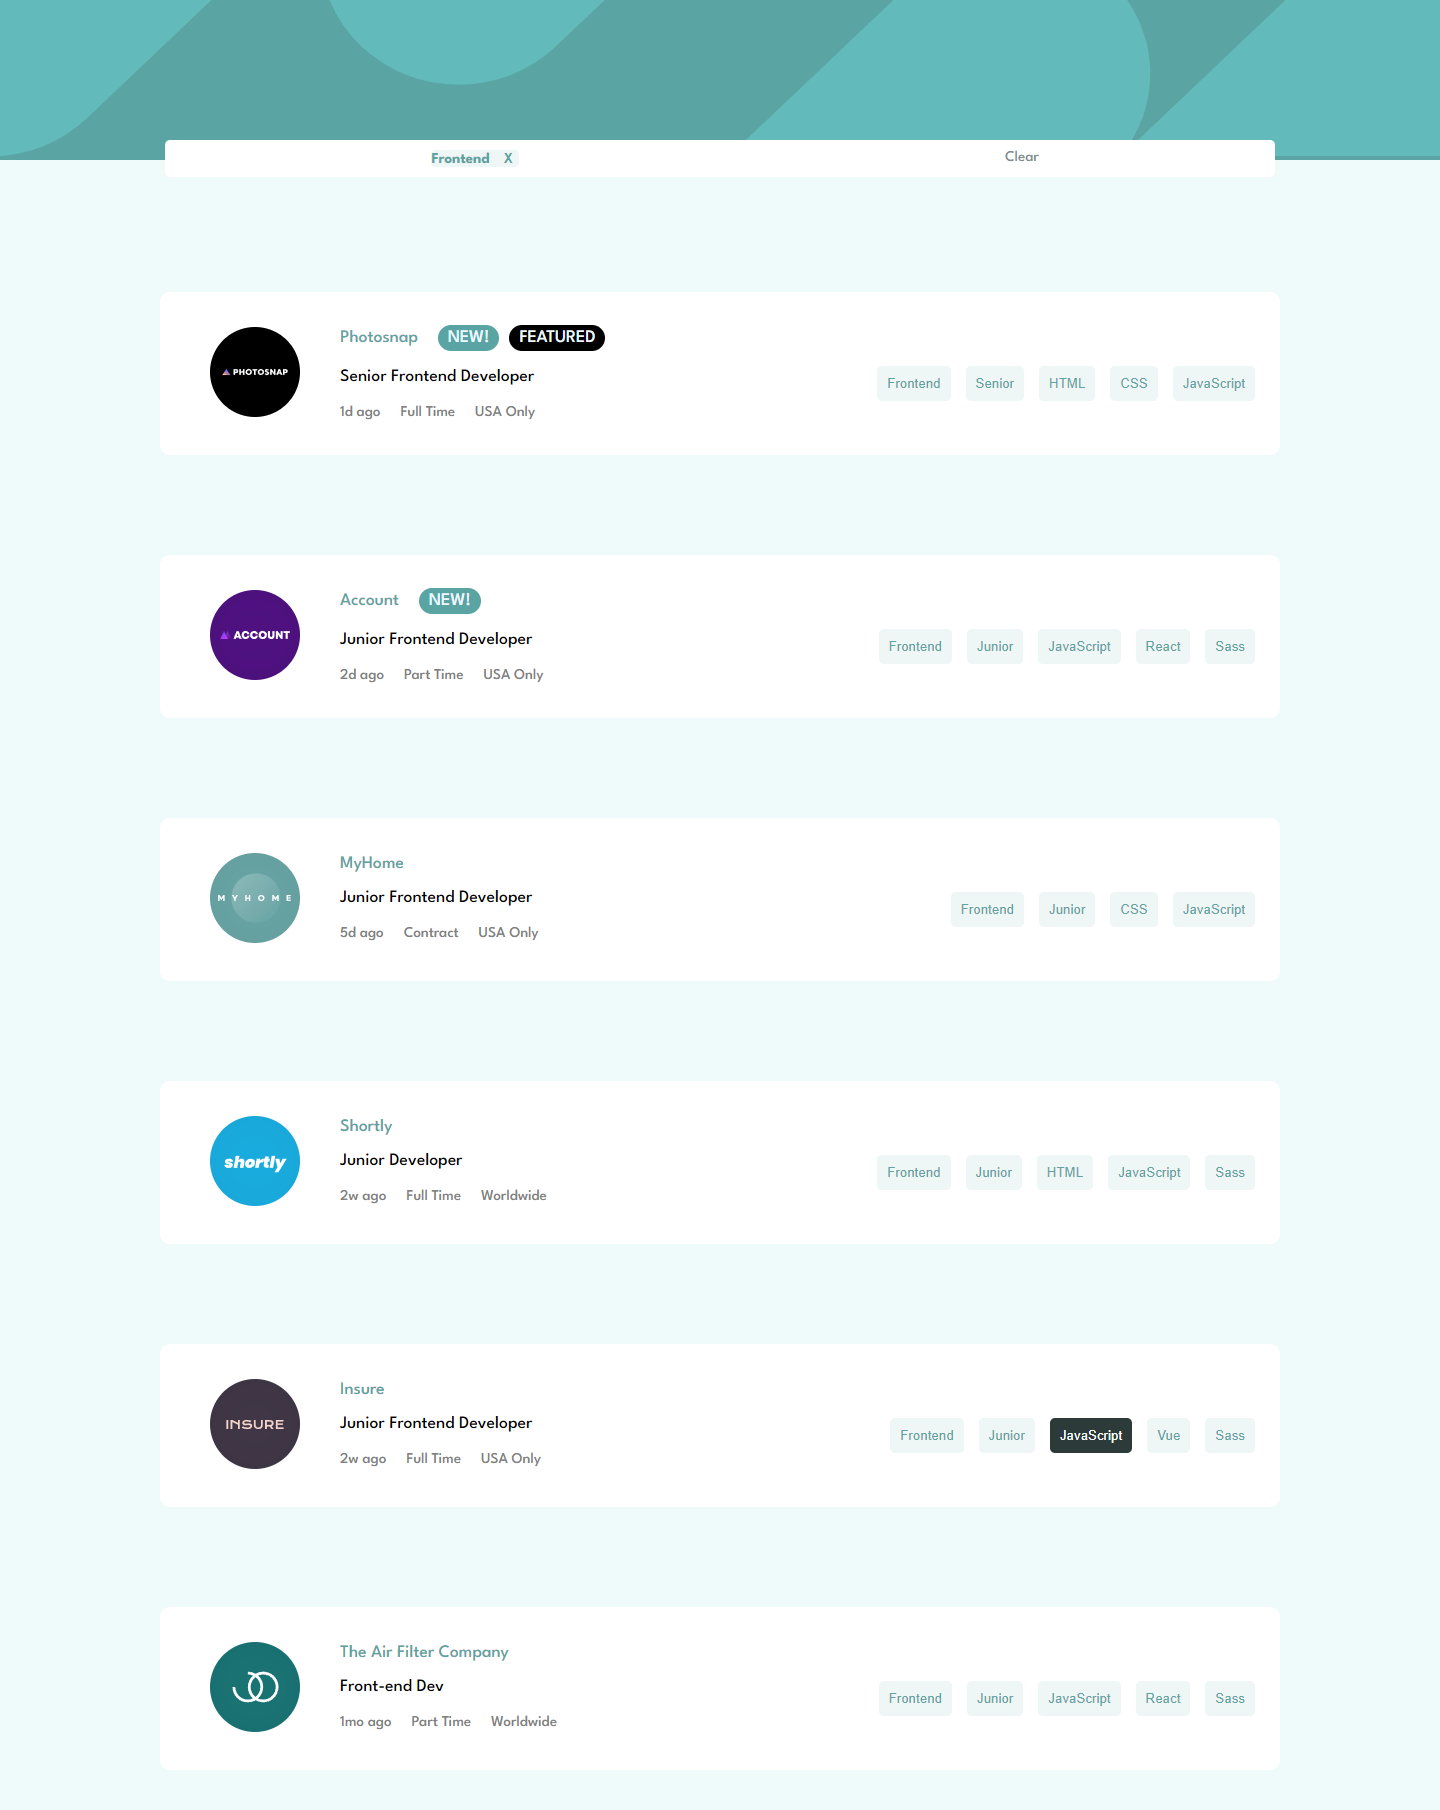 Frontend X Clear
PHOTOSNAP
Photosnap NEW! FEATURED
Senior Frontend Developer
1d ago Full Time USA Only
Frontend Senior HTML CSS JavaScript
ACCOUNT
Account NEW!
Junior Frontend Developer
2d ago Part Time USA Only
Frontend Junior JavaScript React Sass
MYHOME
MyHome
Junior Frontend Developer
5d ago Contract USA Only
Frontend Junior CSS JavaScript
shortly
Shortly
Junior Developer
2w ago Full Time Worldwide
Frontend Junior HTML JavaScript Sass
INSURE
Insure
Junior Frontend Developer
2w ago Full Time USA Only
Frontend Junior JavaScript Vue Sass
The Air Filter Company
Front-end Dev
1mo ago Part Time Worldwide
Frontend Junior JavaScript React Sass